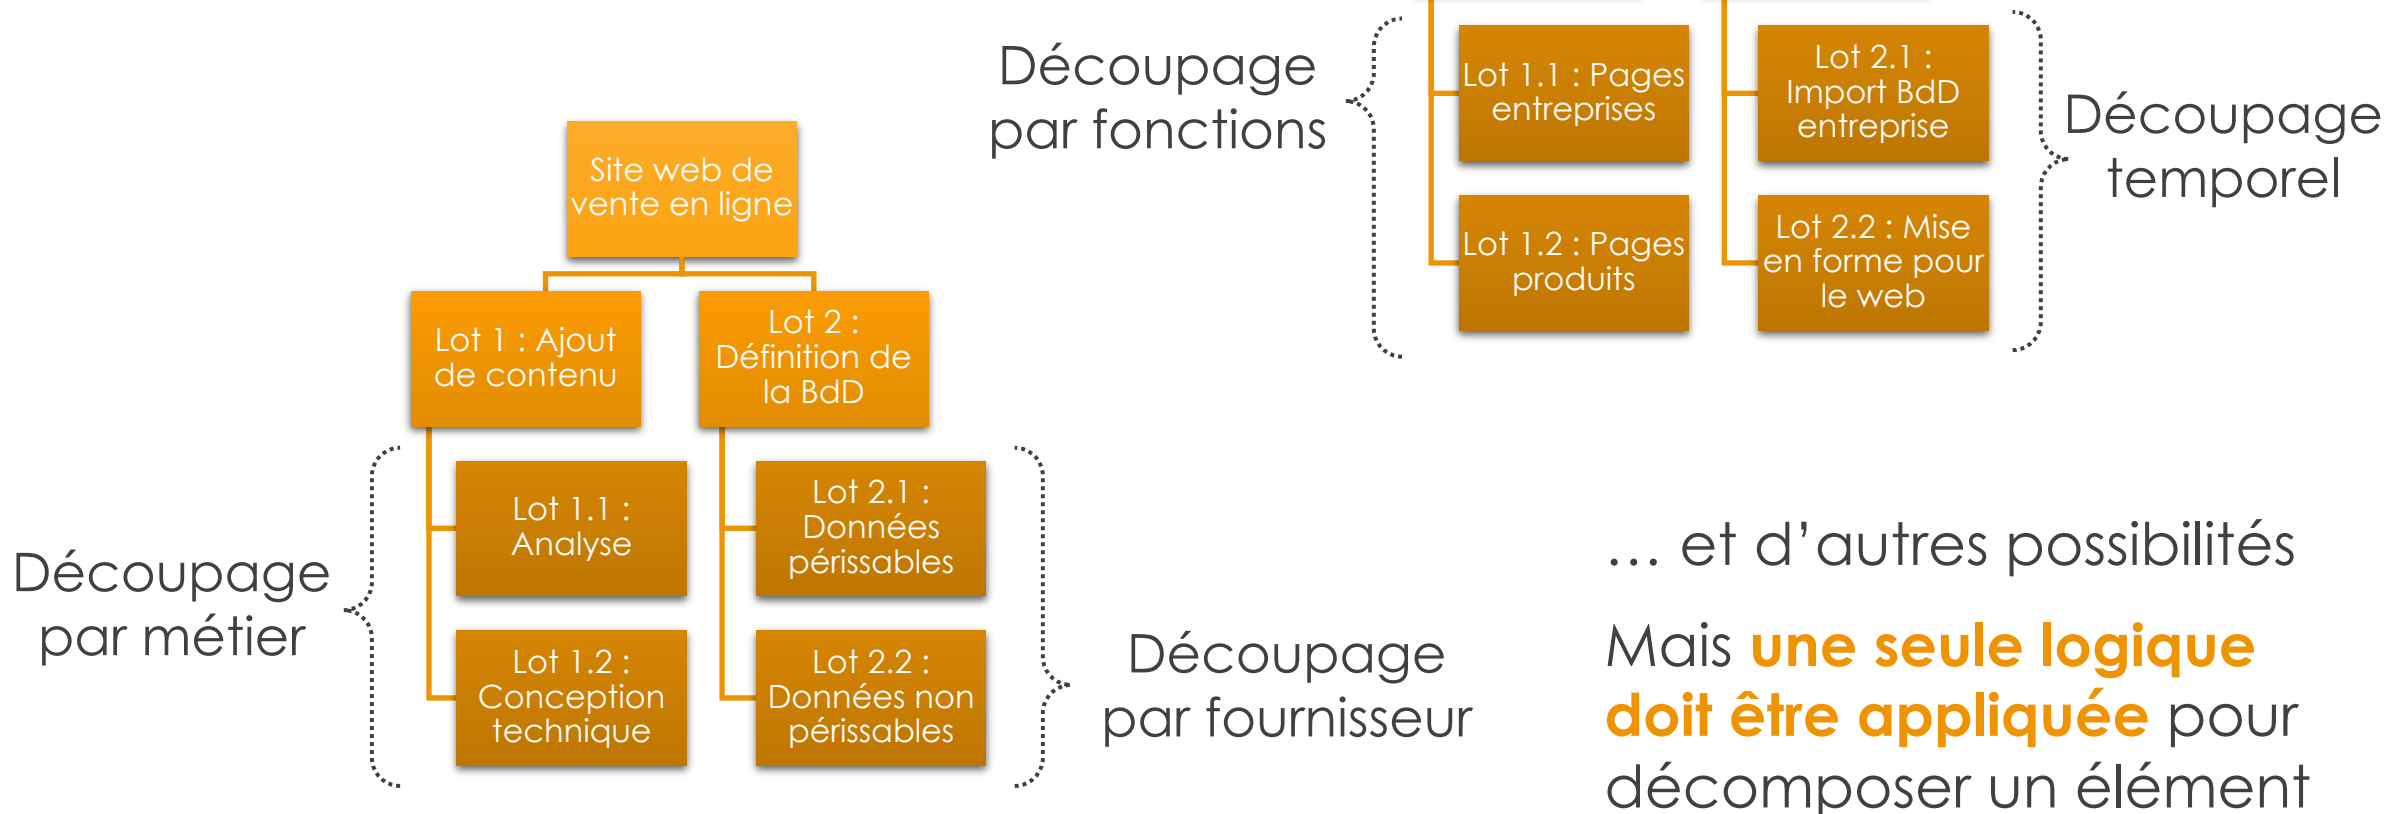 Découpage
par fonctions
Lot 1.1 : Pages
entreprises
Lot 1.2 : Pages
produits
Lot 2.1 :
Import BdD
entreprise
Lot 2.2 : Mise
en forme pour
le web
Découpage
temporel
Site web de
vente en ligne
Lot 1 : Ajout
de contenu
Lot 2 :
Définition de
la BdD
Découpage
par métier
Lot 1.1 :
Analyse
Lot 1.2 :
Conception
technique
Lot 2.1 :
Données
périssables
Lot 2.2 :
Données non
périssables
Découpage
par fournisseur
… et d’autres possibilités
Mais une seule logique
doit être appliquée pour
décomposer un élément